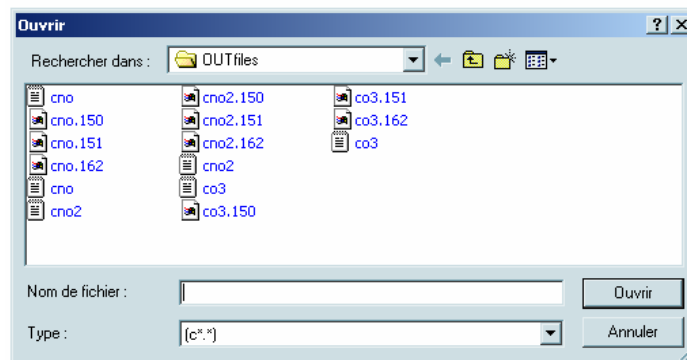 Ouvrir
Rechercher dans : OUTfiles
cno cno2.150 co3.151
cno.150 cno2.151 co3.162
cno.151 cno2.162 co3
cno.162 cno2
cno co3
cno2 co3.150
Nom de fichier : Ouvrir
Type : (c*.*) Annuler